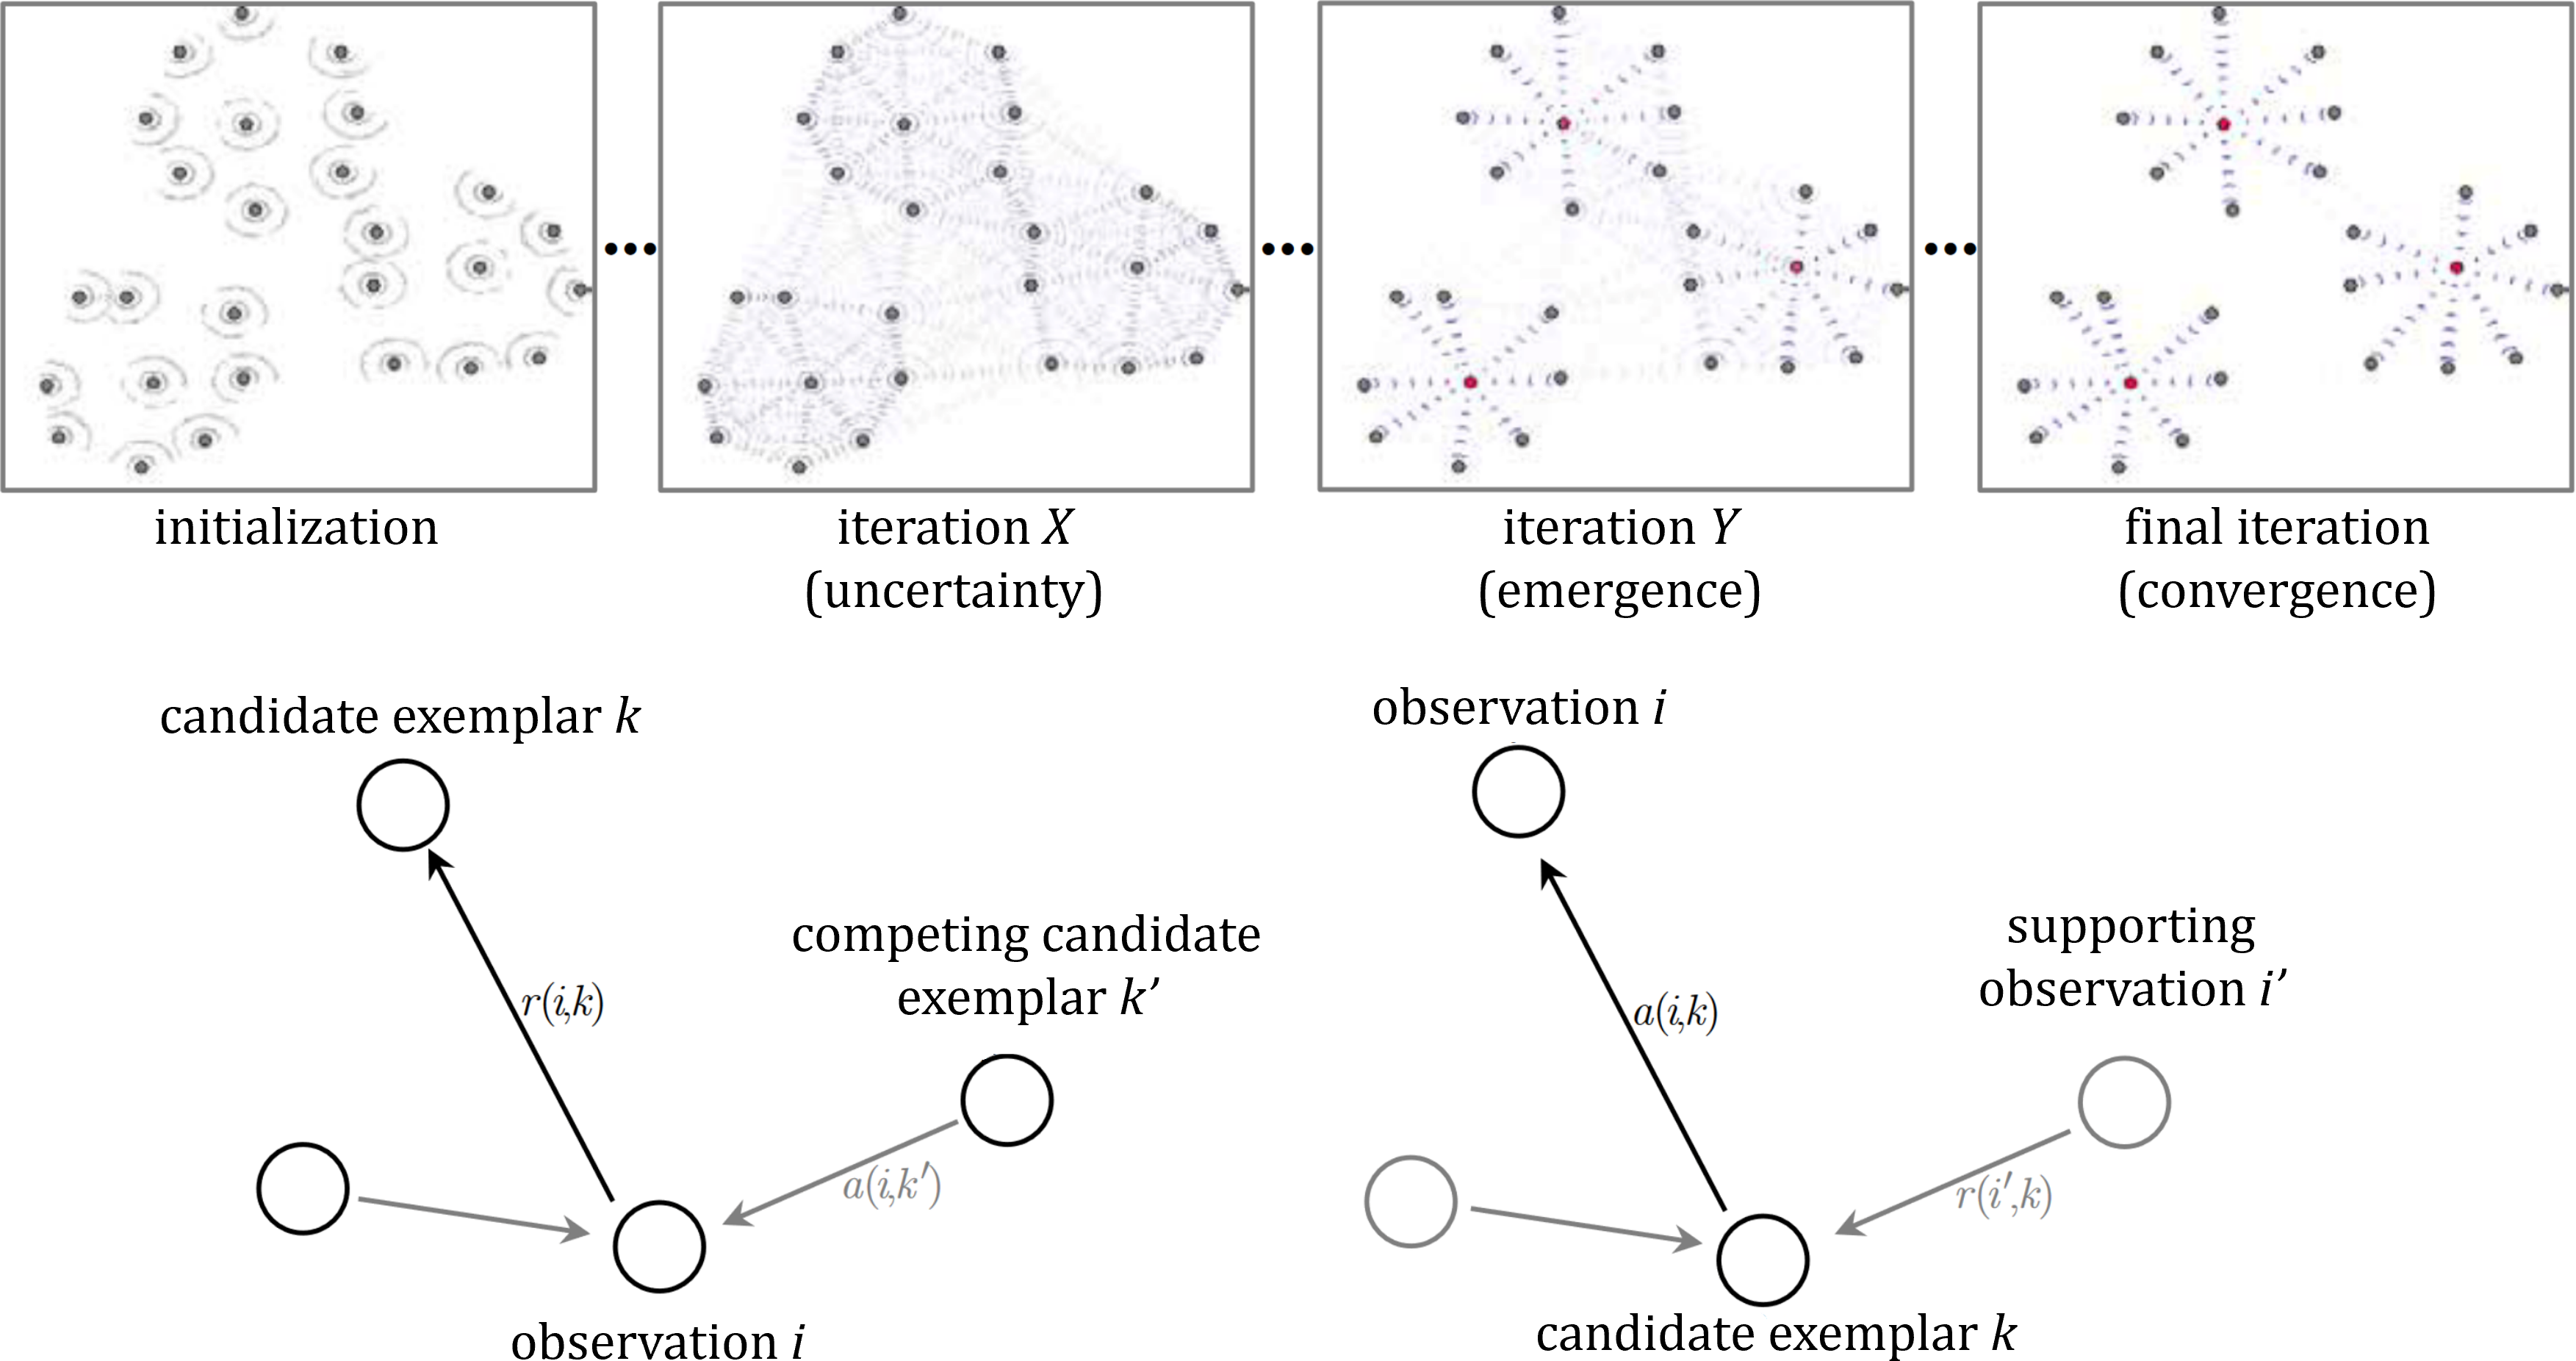 initialization
iteration X
(uncertainty)
iteration Y
(emergence)
final iteration
(convergence)
candidate exemplar k
r(i,k)
competing candidate
exemplar k’
a(i,k′)
observation i
observation i
a(i,k)
supporting
observation i’
r(i′,k)
candidate exemplar k